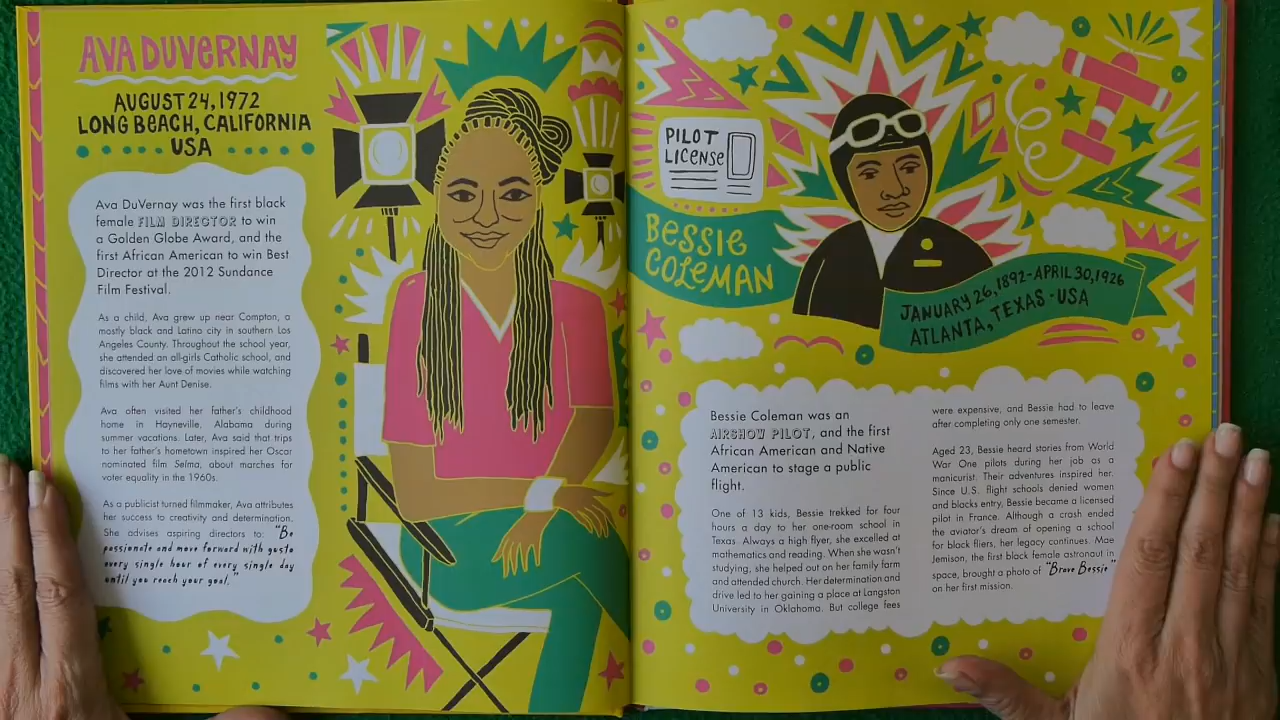 AVA DUVERNAY
AUGUST 24, 1972
LONG BEACH, CALIFORNIA
USA
Ava DuVernay was the first black
female FILM DIRECTOR to win
a Golden Globe Award, and the
first African American to win Best
Director at the 2012 Sundance
Film Festival.
As a child, Ava grew up near Compton, a
mostly black and Latino city in southern Los
Angeles County. Throughout the school year,
she attended an all-girls Catholic school, and
discovered her love of movies while watching
films with her Aunt Denise.
Ava often visited her father's childhood
home in Hayneville, Alabama during
summer vacations. Later, Ava said that trips
to her father's hometown inspired her Oscar
nominated film Selma, about marches for
voter equality in the 1960s.
As a publicist turned filmmaker, Ava attributes
her success to creativity and determination.
She advises aspiring directors to: "Be
passionate and move forward with gusto
every single hour of every single day
until you reach your goal."
PILOT
LICENSE
BESSIE
COLEMAN
JANUARY 26, 1892-APRIL 30, 1926
ATLANTA, TEXAS-USA
Bessie Coleman was an
AIRSHOW PILOT, and the first
African American and Native
American to stage a public
flight.
One of 13 kids, Bessie trekked for four
hours a day to her one-room school in
Texas. Always a high flyer, she excelled at
mathematics and reading. When she wasn't
studying, she helped out on her family farm
and attended church. Her determination and
drive led to her gaining a place at Langston
University in Oklahoma. But college fees
were expensive, and Bessie had to leave
after completing only one semester.
Aged 23, Bessie heard stories from World
War One pilots during her job as a
manicurist. Their adventures inspired her.
Since U.S. flight schools denied women
and blacks entry, Bessie became a licensed
pilot in France. Although a crash ended
the aviator's dream of opening a school
for black fliers, her legacy continues. Mae
Jemison, the first black female astronaut in
space, brought a photo of "Brave Bessie"
on her first mission.